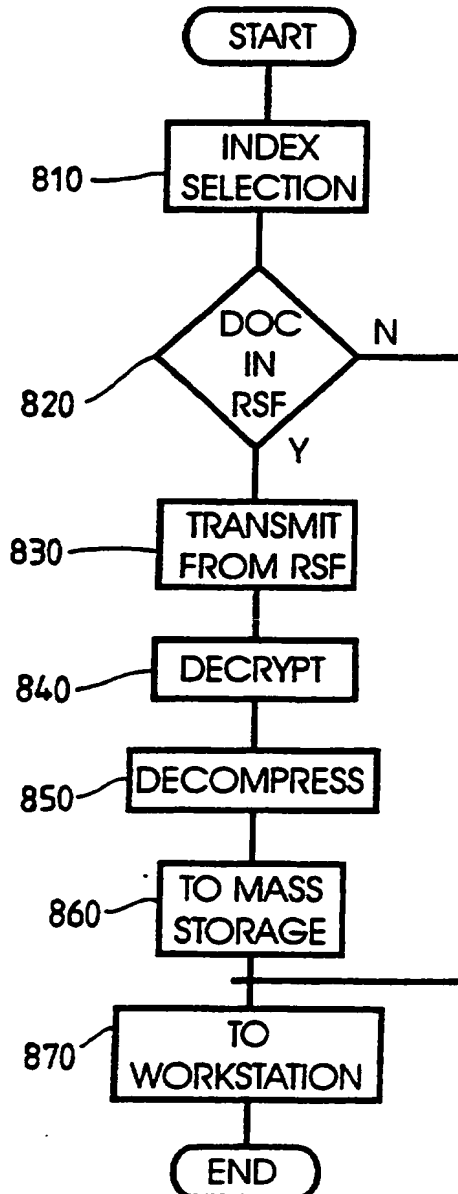 START
810
INDEX
SELECTION
820
DOC
IN
RSF
N
Y
830
TRANSMIT
FROM RSF
840
DECRYPT
850
DECOMPRESS
860
TO MASS
STORAGE
870
TO
WORKSTATION
END